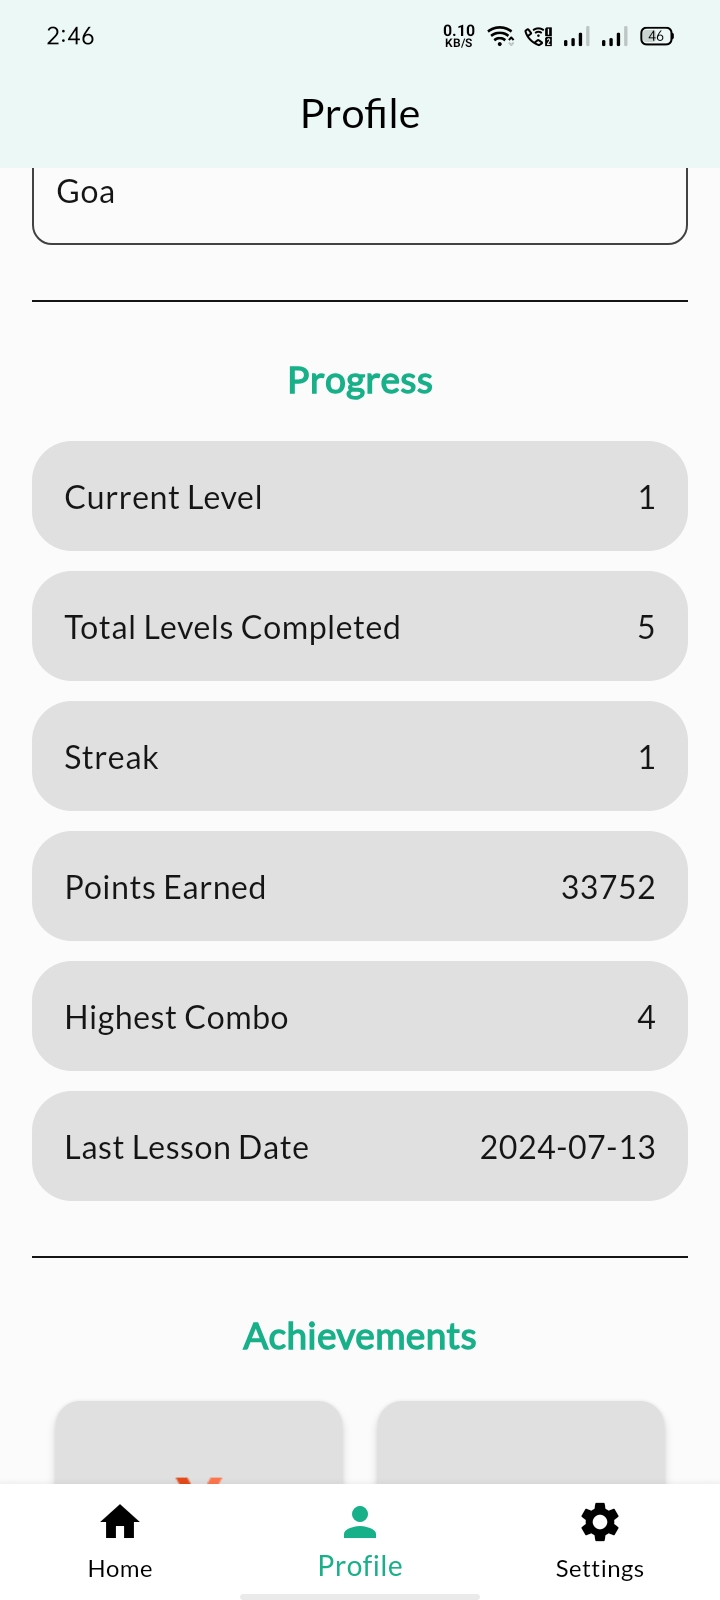 2:46
0.10
KB/S
46
Profile
Goa
Progress
Current Level 1
Total Levels Completed 5
Streak 1
Points Earned 33752
Highest Combo 4
Last Lesson Date 2024-07-13
Achievements
Home Profile Settings